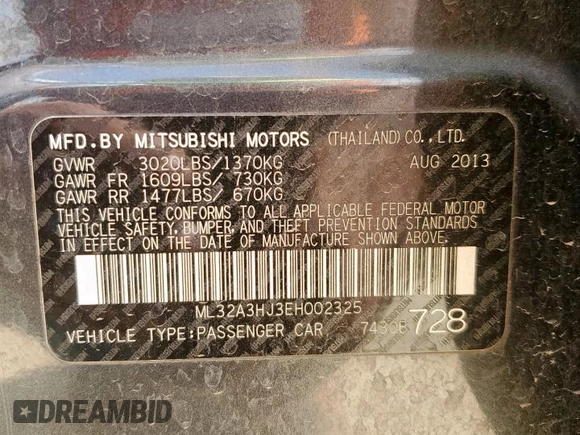 MFD.BY MITSUBISHI MOTORS (THAILAND) CO., LTD.
GVWR 3020LBS/1370KG AUG 2013
GAWR FR 1609LBS/ 730KG
GAWR RR 1477LBS/ 670KG
THIS VEHICLE CONFORMS TO ALL APPLICABLE FEDERAL MOTOR
VEHICLE SAFETY, BUMPER, AND THEFT PREVENTION STANDARDS
IN EFFECT ON THE DATE OF MANUFACTURE SHOWN ABOVE.
ML32A3HJ3EH002325
VEHICLE TYPE:PASSENGER CAR 7430B 728
DREAMBID